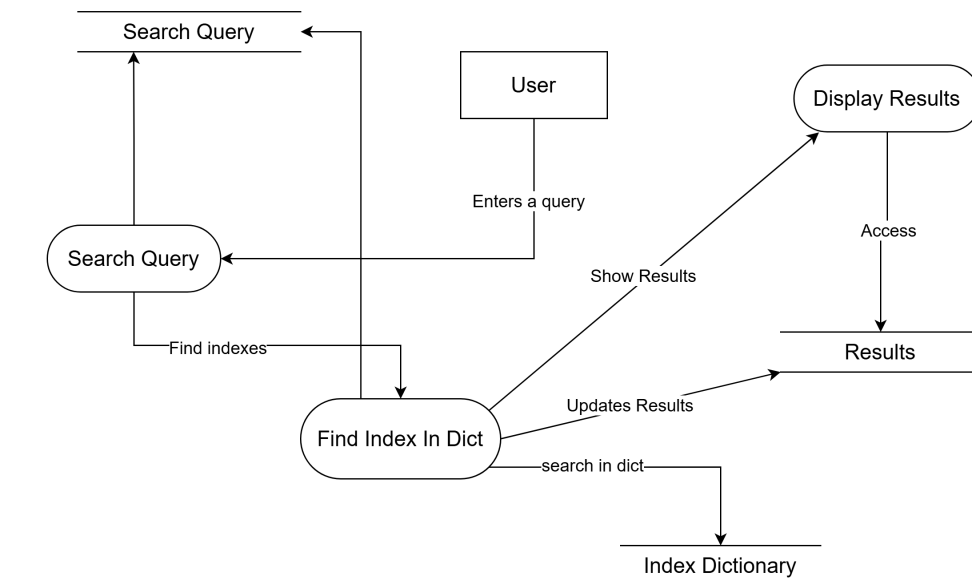 Search Query
User
Display Results
Enters a query
Access
Search Query
Show Results
Find indexes
Results
Updates Results
Find Index In Dict
search in dict
Index Dictionary